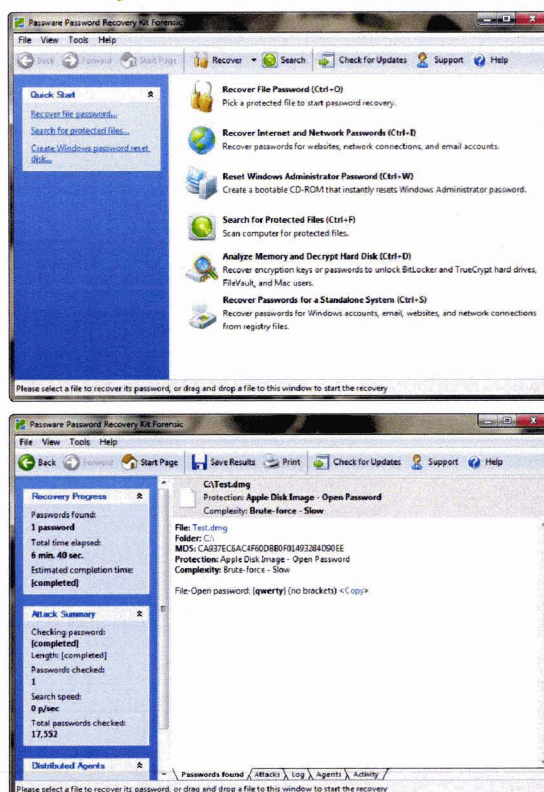 Passware Password Recovery Kit Forensic
File View Tools Help
Back Forward Start Page Recover Search Check for Updates Support Help
Quick Start
Recover file password...
Search for protected files...
Create Windows password reset
disk...
Recover File Password (Ctrl+O)
Pick a protected file to start password recovery.
Recover Internet and Network Passwords (Ctrl+I)
Recover passwords for websites, network connections, and email accounts.
Reset Windows Administrator Password (Ctrl+W)
Create a bootable CD-ROM that instantly resets Windows Administrator password.
Search for Protected Files (Ctrl+F)
Scan computer for protected files.
Analyze Memory and Decrypt Hard Disk (Ctrl+D)
Recover encryption keys or passwords to unlock BitLocker and TrueCrypt hard drives,
FileVault, and Mac users.
Recover Passwords for a Standalone System (Ctrl+S)
Recover passwords for Windows accounts, email, websites, and network connections
from registry files.
Please select a file to recover its password, or drag and drop a file to this window to start the recovery
Passware Password Recovery Kit Forensic
File View Tools Help
Back Forward Start Page Save Results Print Check for Updates Support Help
Recovery Progress
Passwords found:
1 password
Total time elapsed:
6 min. 40 sec.
Estimated completion time:
[completed]
Attack Summary
Checking password:
[completed]
Length: [completed]
Passwords checked:
1
Search speed:
0 p/sec
Total passwords checked:
17,552
Distributed Agents
C:\Test.dmg
Protection: Apple Disk Image - Open Password
Complexity: Brute-force - Slow
File: Test.dmg
Folder: C:\
MD5: CA937EC6AC4F60DBB0F01493284D90EE
Protection: Apple Disk Image - Open Password
Complexity: Brute-force - Slow
File-Open password: [qwerty] (no brackets) <Copy>
Passwords found Attacks Log Agents Activity
Please select a file to recover its password, or drag and drop a file to this window to start the recovery